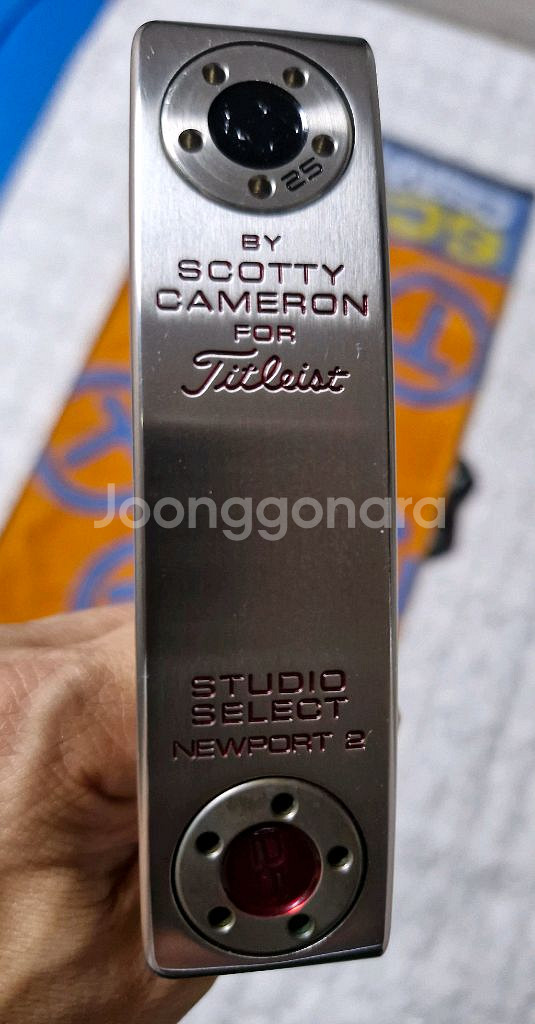 25
BY
SCOTTY
CAMERON
FOR
Titleist
Joonggonara
STUDIO
SELECT
NEWPORT 2